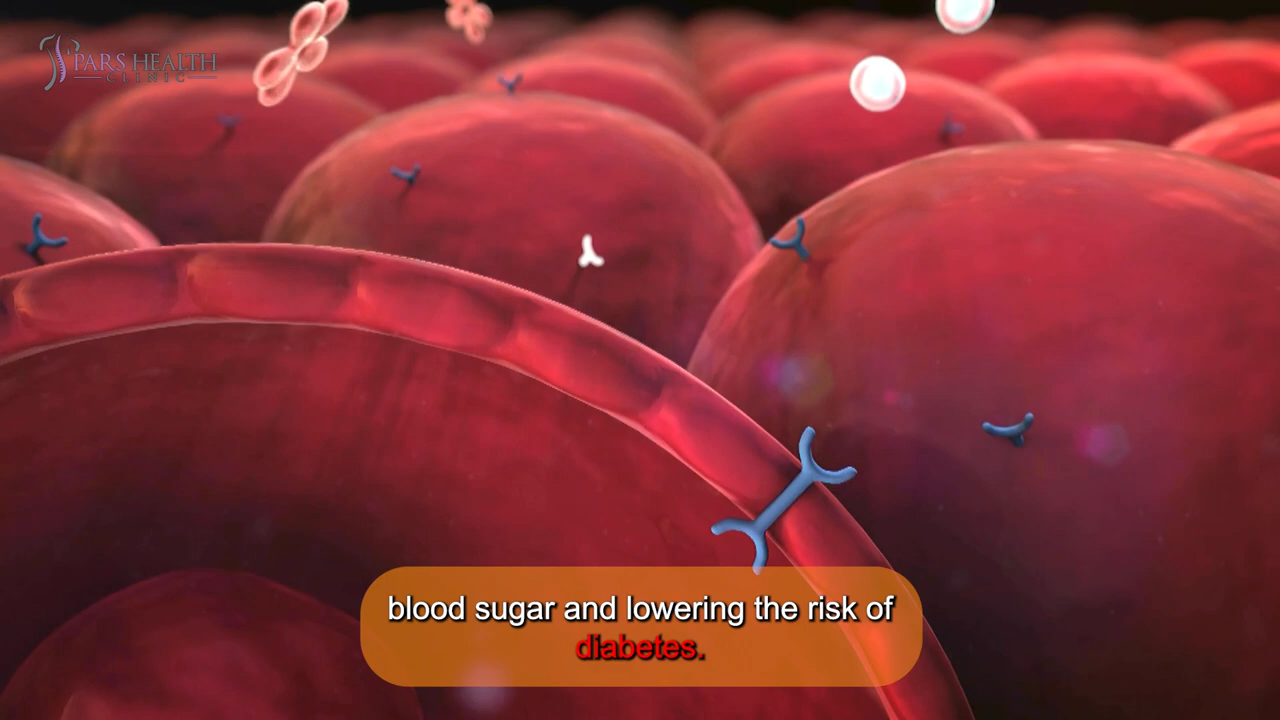 PARS HEALTH
CLINIC
blood sugar and lowering the risk of
diabetes.